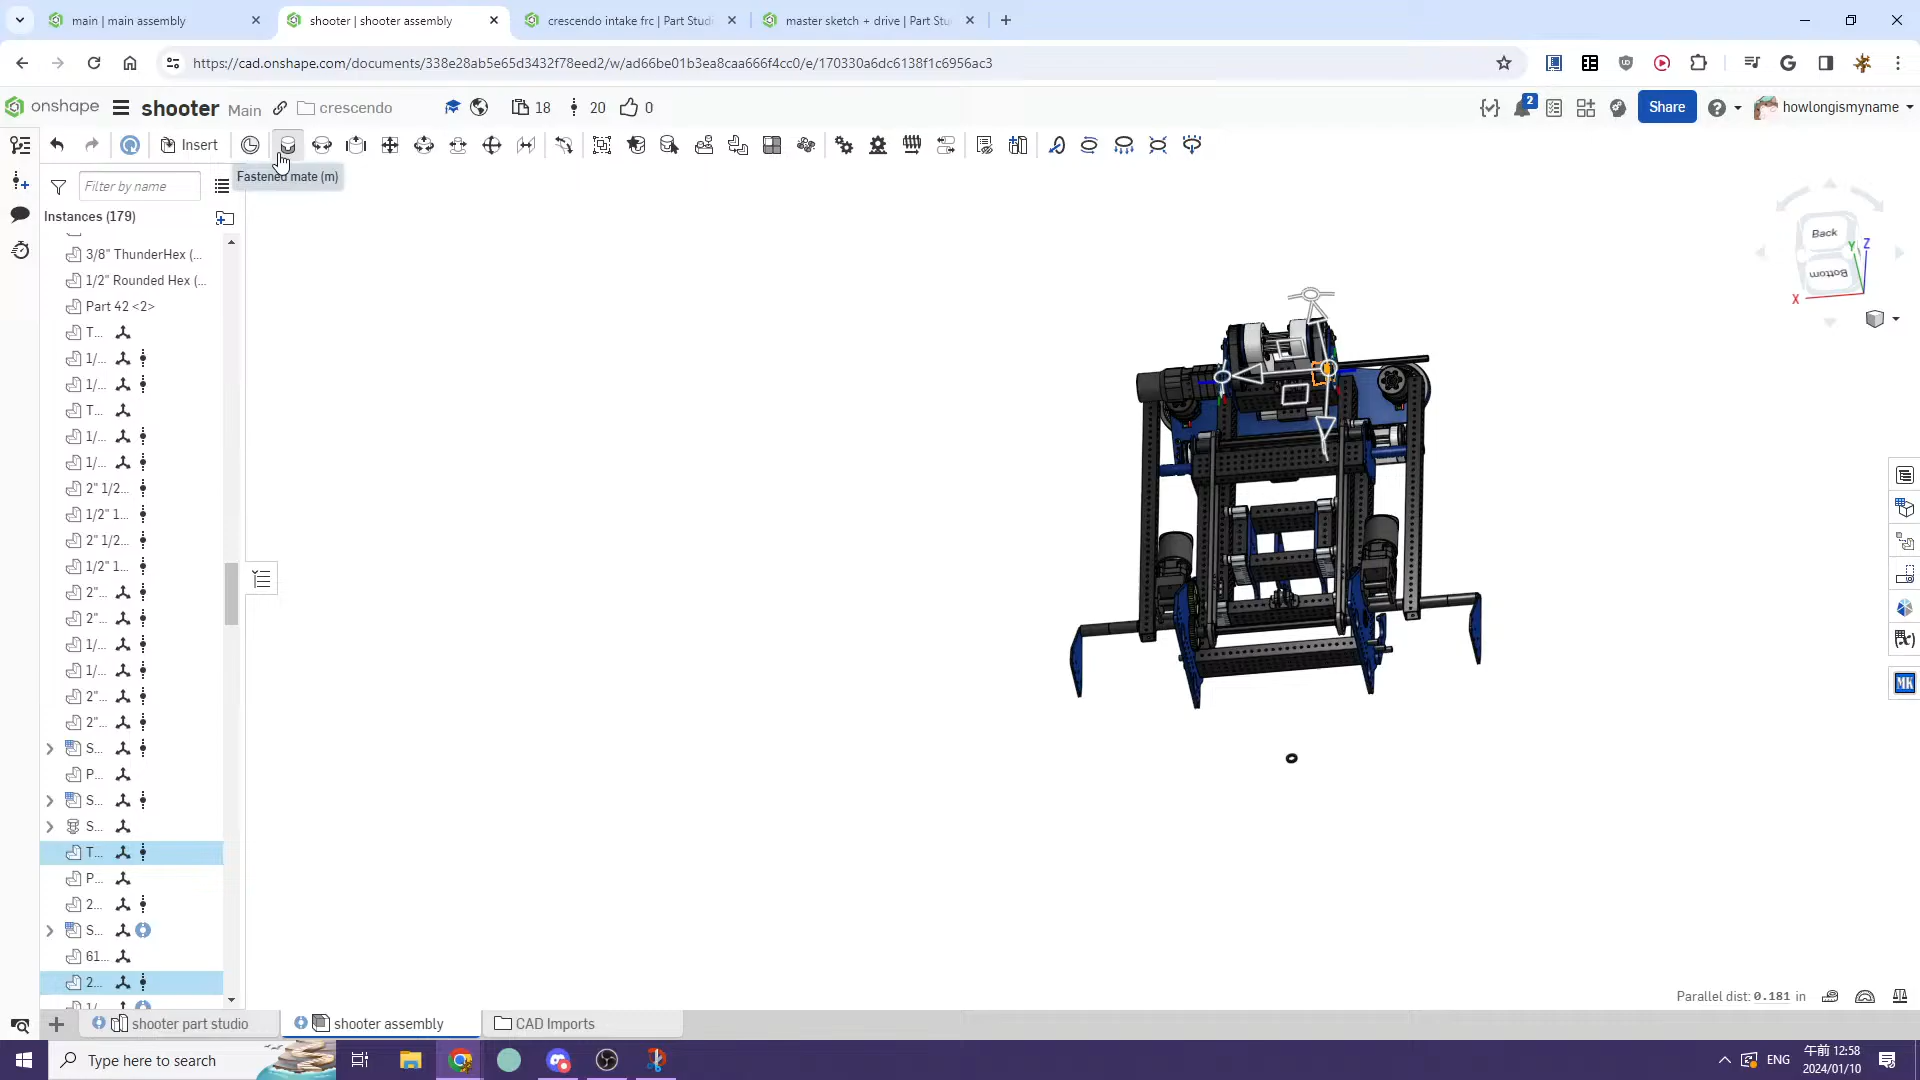 main | main assembly
shooter | shooter assembly
crescendo intake frc | Part Studi
master sketch + drive | Part Stu
https://cad.onshape.com/documents/338e28ab5e65d3432f78eed2/w/ad66be01b3ea8caa666f4cc0/e/170330a6dc6138f1c6956ac3
onshape
shooter Main
crescendo
18
20
0
2
Share
howlongismyname
Insert
Fastened mate (m)
Filter by name
Instances (179)
3/8" ThunderHex (...
1/2" Rounded Hex (...
Part 42 <2>
T...
1/...
1/...
T...
1/...
1/...
2" 1/2...
1/2" 1...
2" 1/2...
1/2" 1...
2"...
2"...
1/...
1/...
2"...
2"...
S...
P...
S...
S...
T...
P...
2...
S...
61...
2...
1/
Back
Bottom
X
Y
Z
MK
Parallel dist: 0.181 in
shooter part studio
shooter assembly
CAD Imports
Type here to search
ENG
午前 12:58
2024/01/10